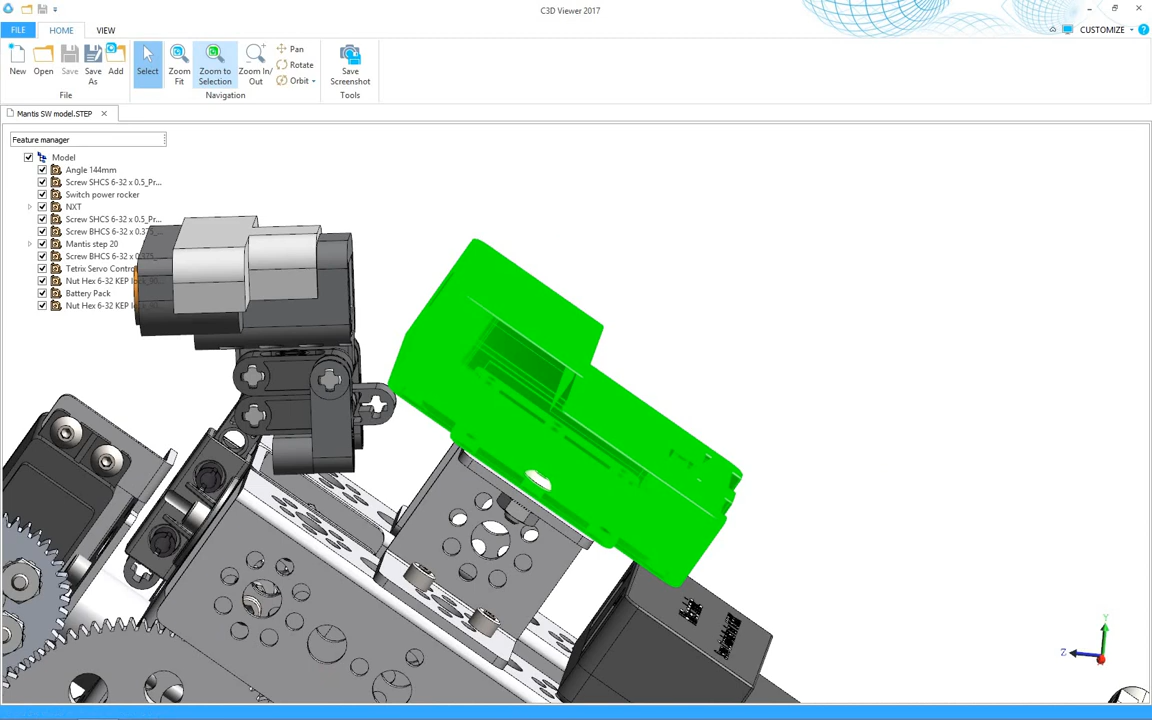 C3D Viewer 2017
FILE
HOME
VIEW
CUSTOMIZE
?
New
Open
Save
Save As
Add
Select
Zoom Fit
Zoom to Selection
Zoom In/ Out
Pan
Rotate
Orbit
Save Screenshot
File
Navigation
Tools
Mantis SW model.STEP
Feature manager
Model
Angle 144mm
Screw SHCS 6-32 x 0.5_Pr...
Switch power rocker
NXT
Screw SHCS 6-32 x 0.5_Pr...
Screw BHCS 6-32 x 0.375_...
Mantis step 20
Screw BHCS 6-32 x 0.375_...
Tetrix Servo Contro
Nut Hex 6-32 KEP lock
Battery Pack
Nut Hex 6-32 KEP
Y
Z